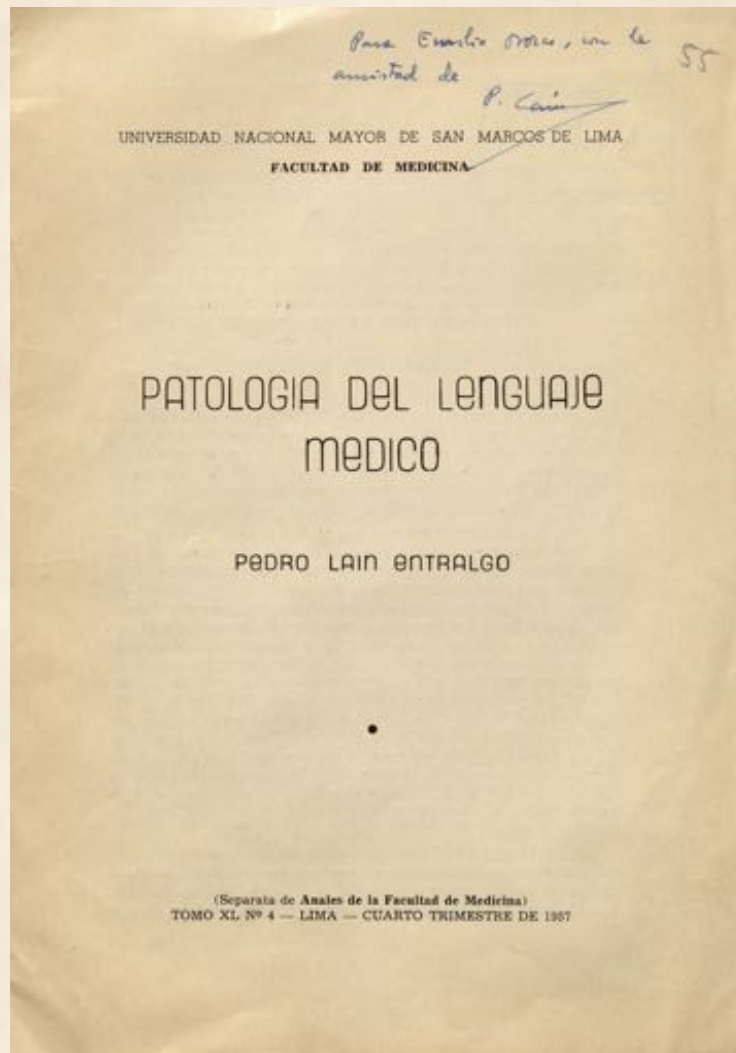 Para Emilio Orozco, con la
amistad de
P. Laín
55
UNIVERSIDAD NACIONAL MAYOR DE SAN MARCOS DE LIMA
FACULTAD DE MEDICINA
PATOLOGIA DEL LENGUAJE
MEDICO
PEDRO LAIN ENTRALGO
(Separata de Anales de la Facultad de Medicina)
TOMO XL Nº 4 — LIMA — CUARTO TRIMESTRE DE 1957